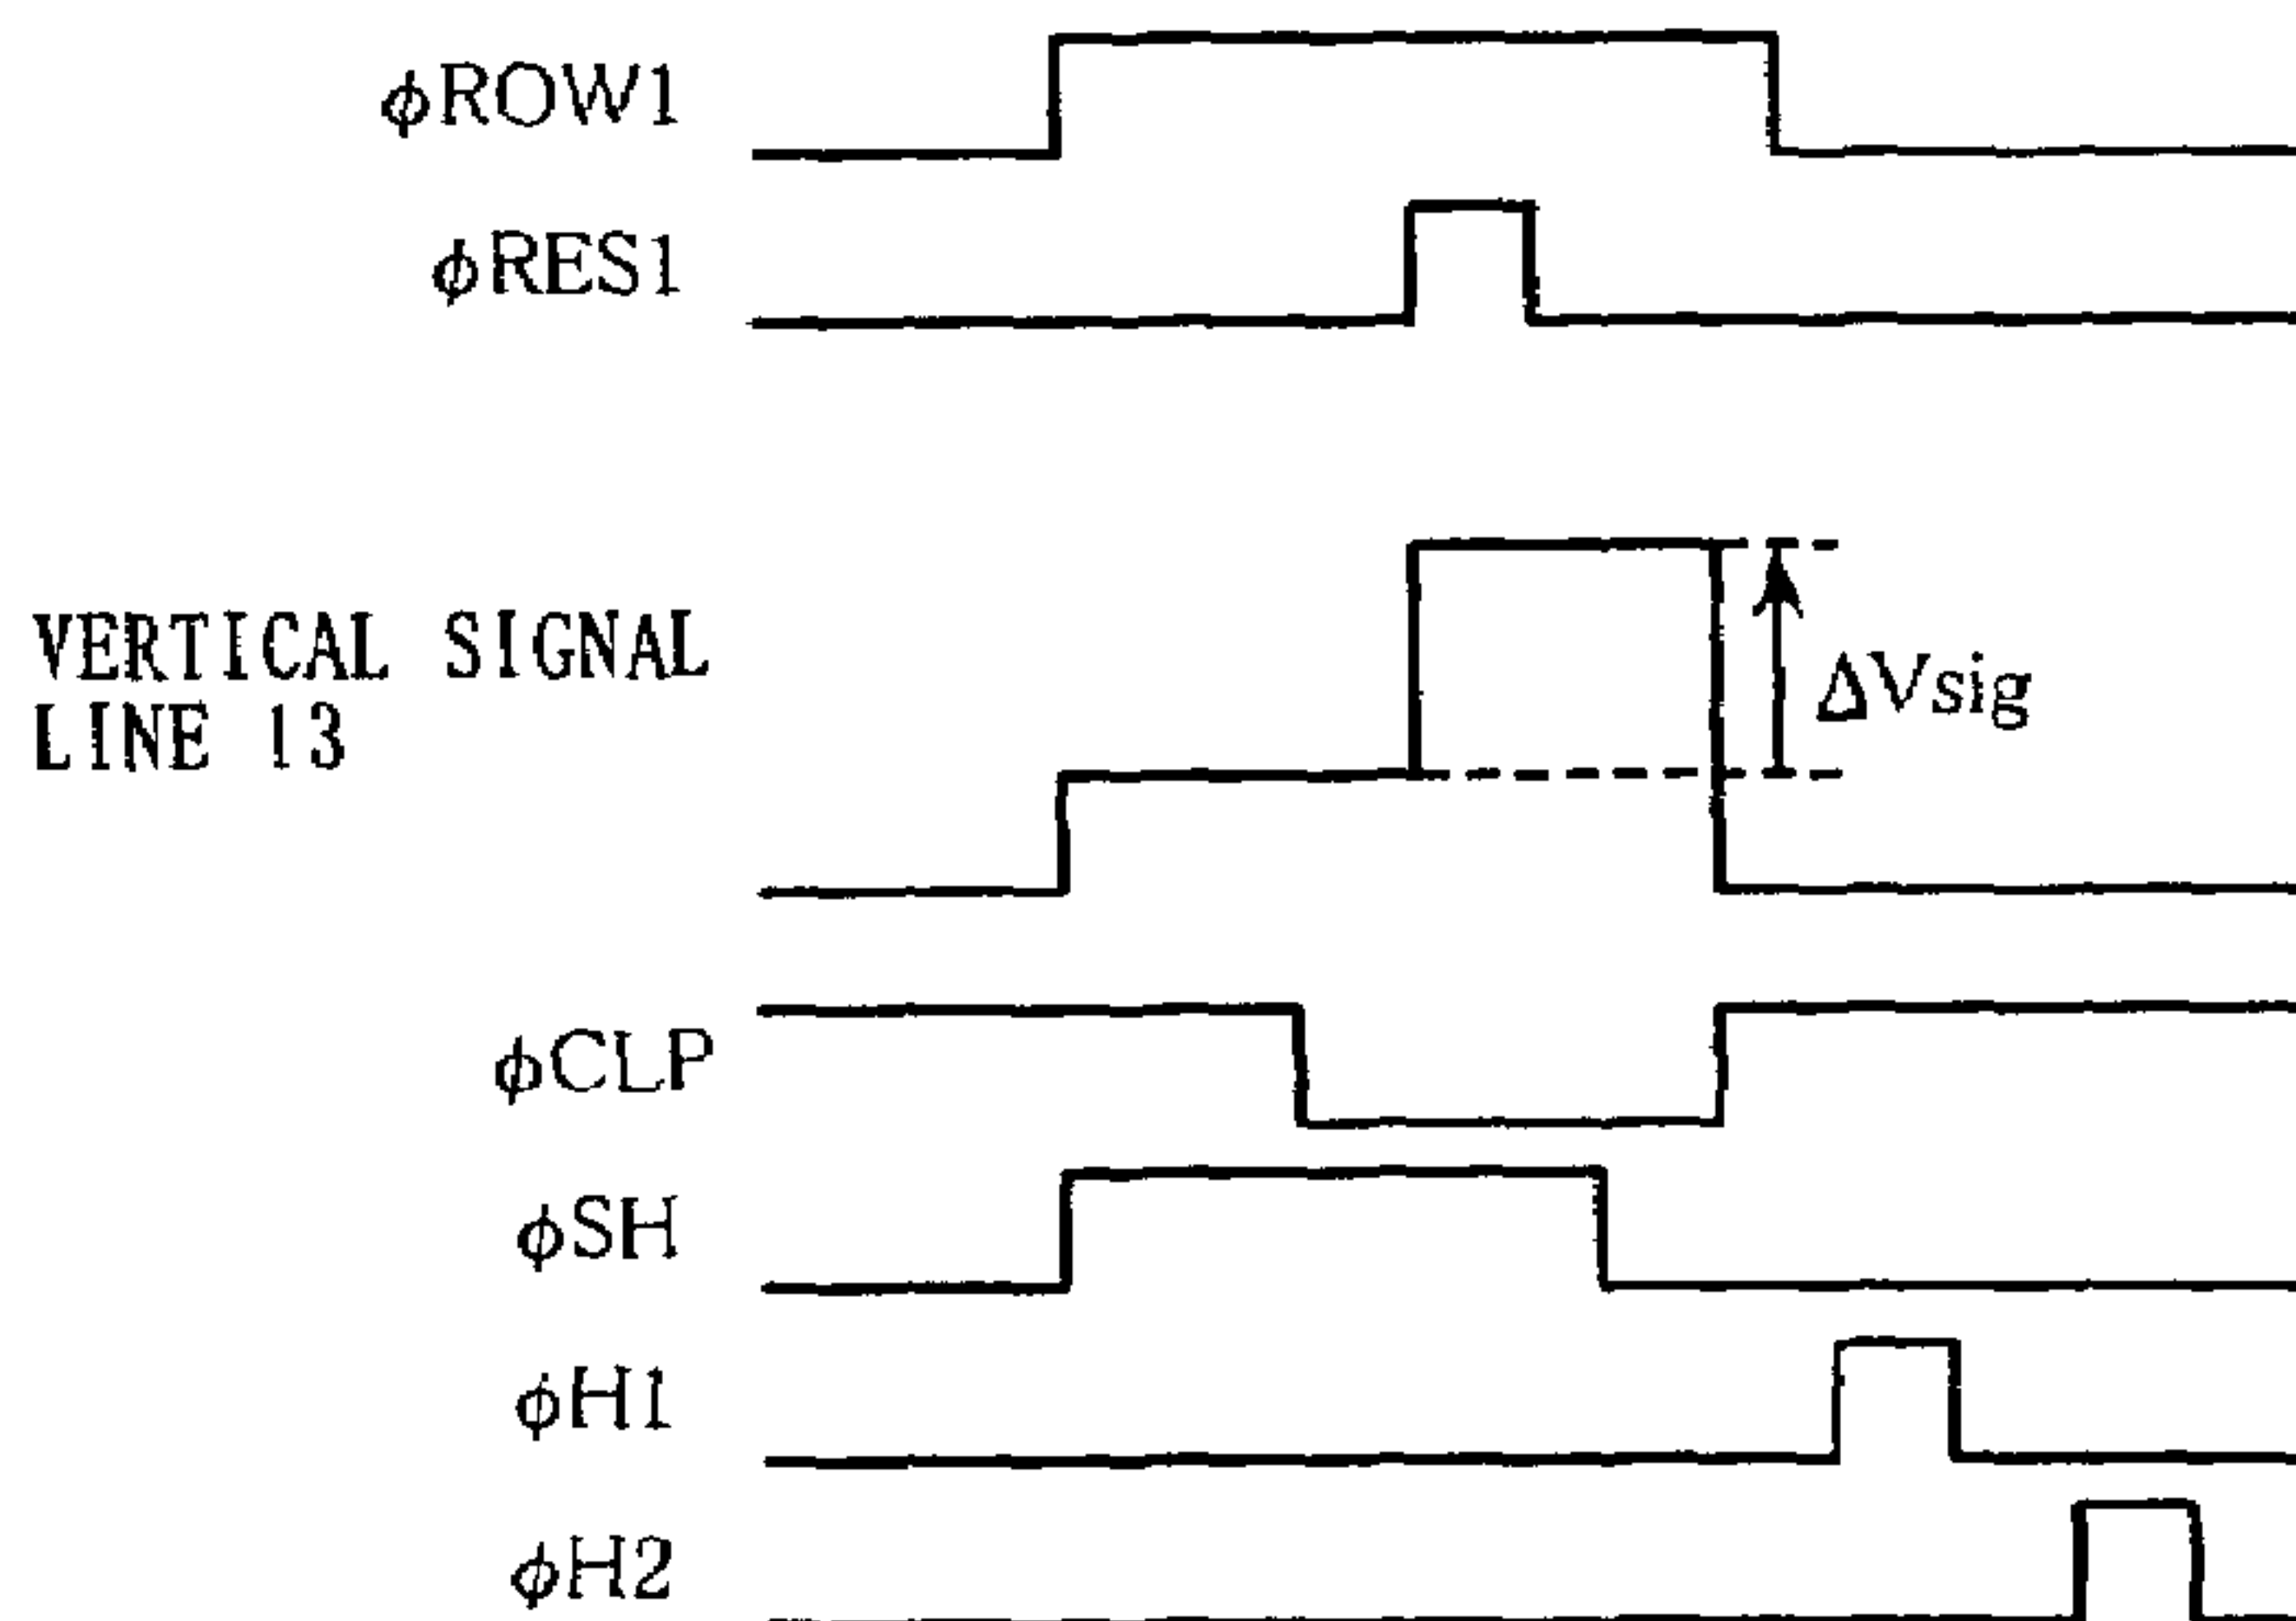 ϕROW1
ϕRES1
VERTICAL SIGNAL
LINE 13
ΔVsig
ϕCLP
ϕSH
ϕH1
ϕH2